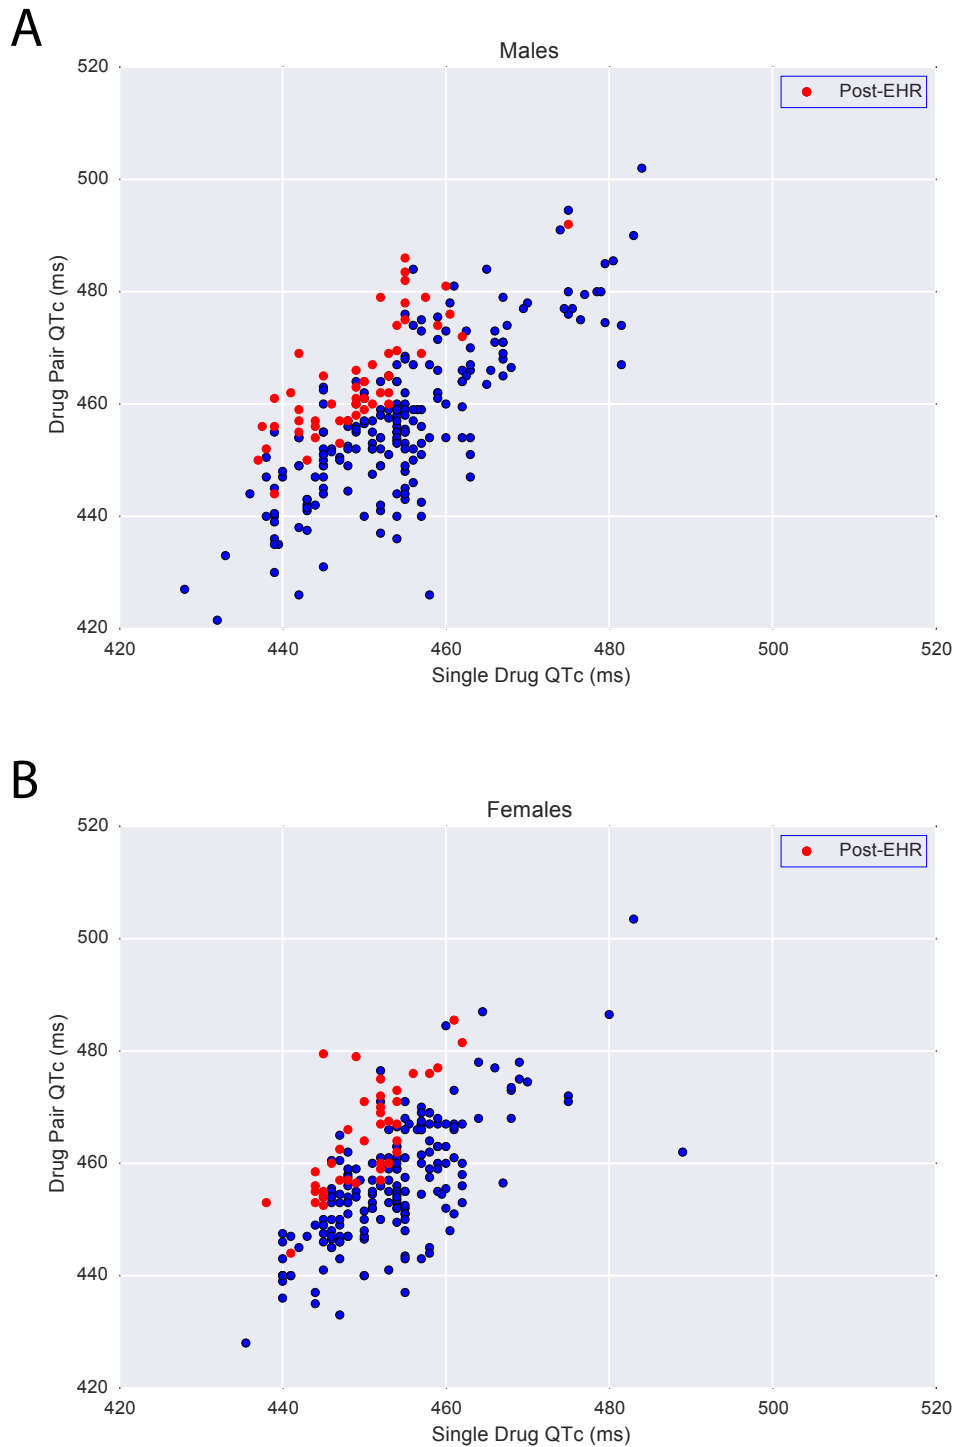 A
Males
520
Post-EHR
500
480
460
440
420
Drug Pair QTc (ms)
420 440 460 480 500 520
Single Drug QTc (ms)
B
Females
520
Post-EHR
500
480
460
440
420
Drug Pair QTc (ms)
420 440 460 480 500 520
Single Drug QTc (ms)